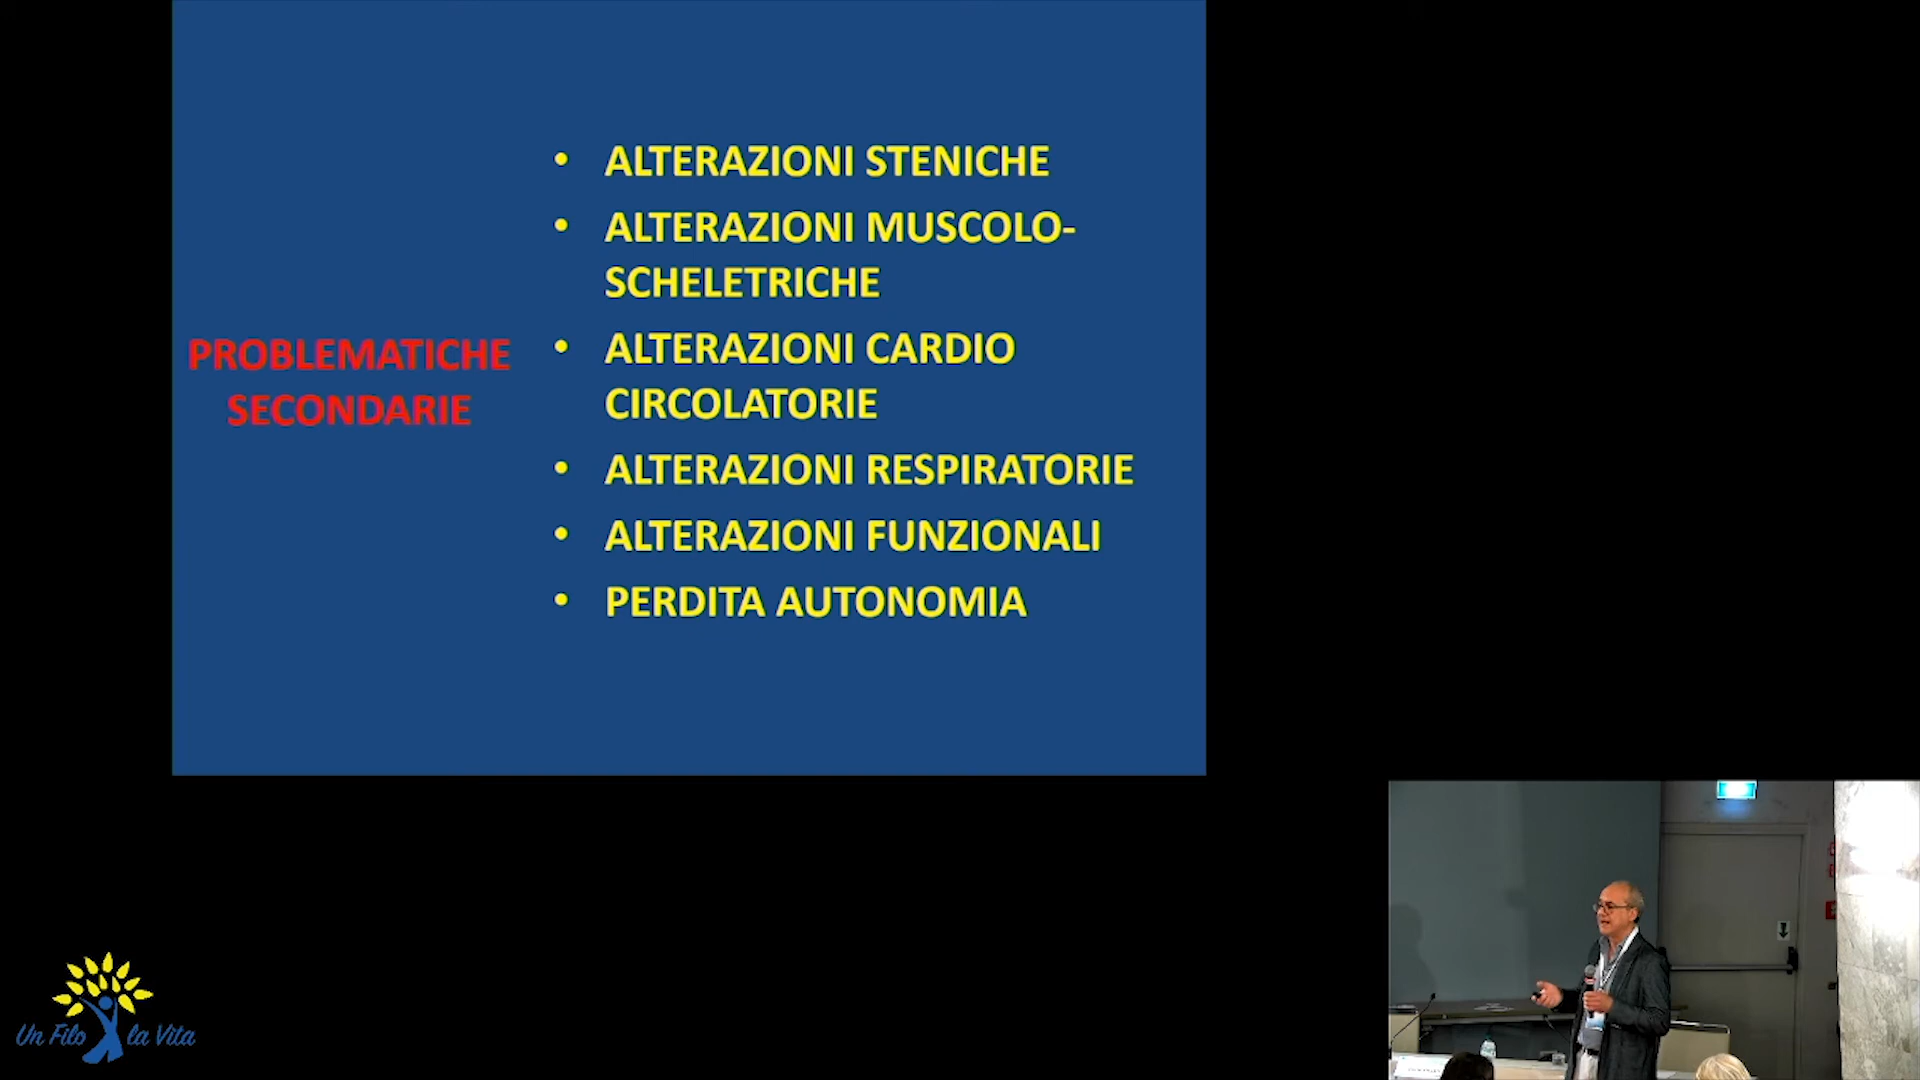 PROBLEMATICHE
SECONDARIE
• ALTERAZIONI STENICHE
• ALTERAZIONI MUSCOLO-
SCHELETRICHE
• ALTERAZIONI CARDIO
CIRCOLATORIE
• ALTERAZIONI RESPIRATORIE
• ALTERAZIONI FUNZIONALI
• PERDITA AUTONOMIA
Un Filo la Vita